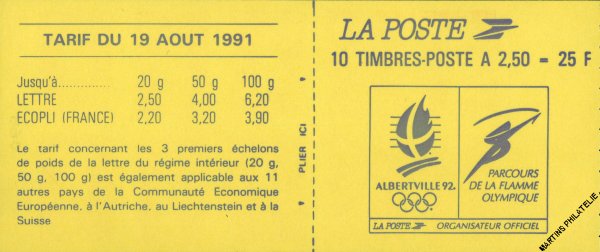 TARIF DU 19 AOUT 1991
Jusqu'à............. 20 g 50 g 100 g
LETTRE 2,50 4,00 6,20
ECOPLI (FRANCE) 2,20 3,20 3,90
Le tarif concernant les 3 premiers échelons
de poids de la lettre du régime intérieur (20 g,
50 g, 100 g) est également applicable aux 11
autres pays de la Communauté Economique
Européenne, à l'Autriche, au Liechtenstein et à la
Suisse
PLIER ICI
LA POSTE
10 TIMBRES-POSTE A 2,50 = 25 F
ALBERTVILLE 92
PARCOURS
DE LA FLAMME
OLYMPIQUE
LA POSTE ORGANISATEUR OFFICIEL
MARTINS PHILATELIE